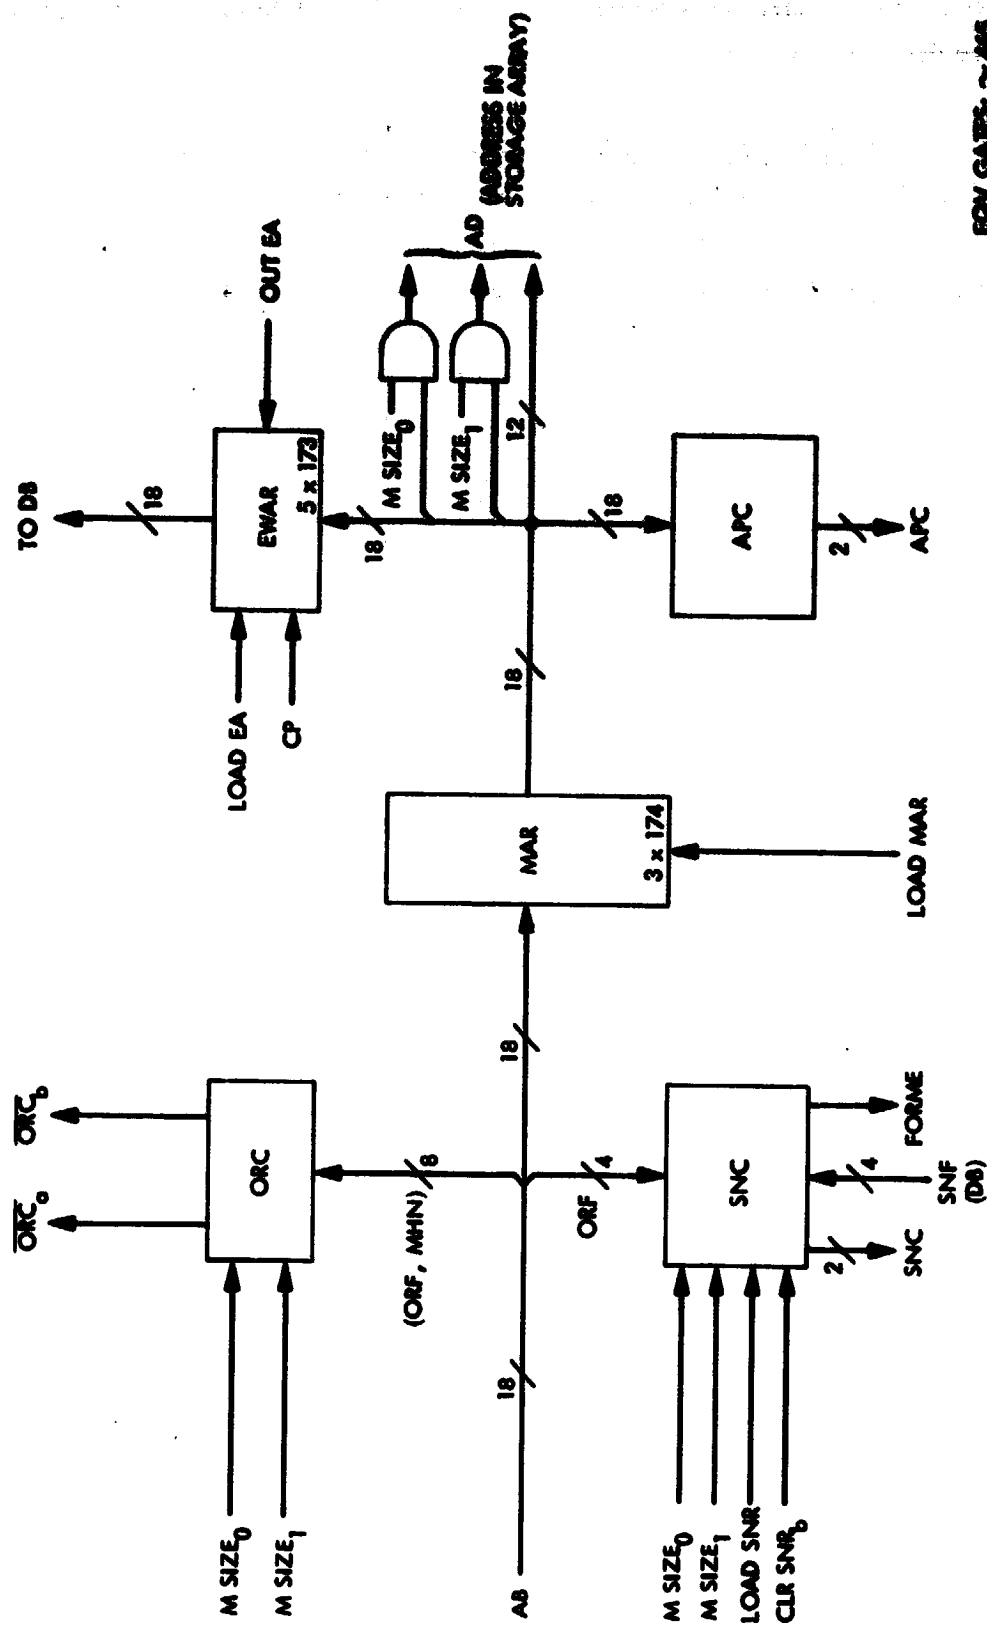 TO DB
18
LOAD EA
CP
EWAR
5 x 173
OUT EA
18
M SIZE0
M SIZE1
12
AD
(ADDRESS IN
STORAGE ARRAY)
18
APC
2
APC
18
MAR
3 x 174
LOAD MAR
18
ORCa
ORCb
ORC
M SIZE0
M SIZE1
8
(ORF, MHN)
AB
18
ORF
4
SNC
M SIZE0
M SIZE1
LOAD SNR
CLR SNRb
2
SNC
4
SNF
(DB)
FORME